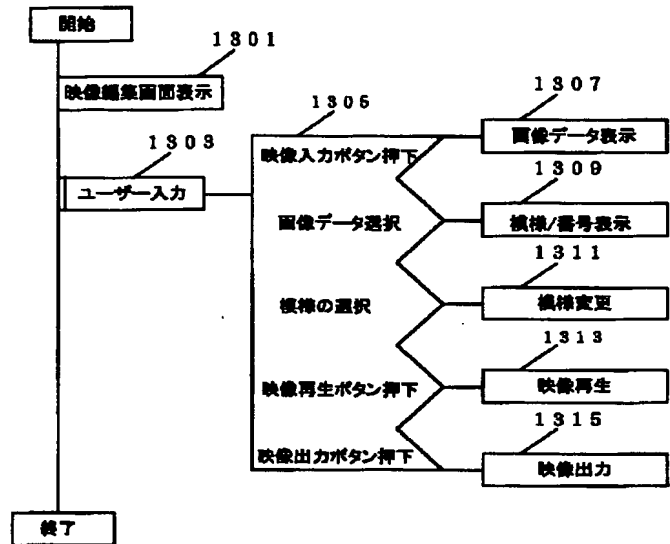 開始
1301
映像編集画面表示
1303
ユーザー入力
1305
映像入力ボタン押下
1307
画像データ表示
画像データ選択
1309
模様/番号表示
模様の選択
1311
模様変更
映像再生ボタン押下
1313
映像再生
映像出力ボタン押下
1315
映像出力
終了